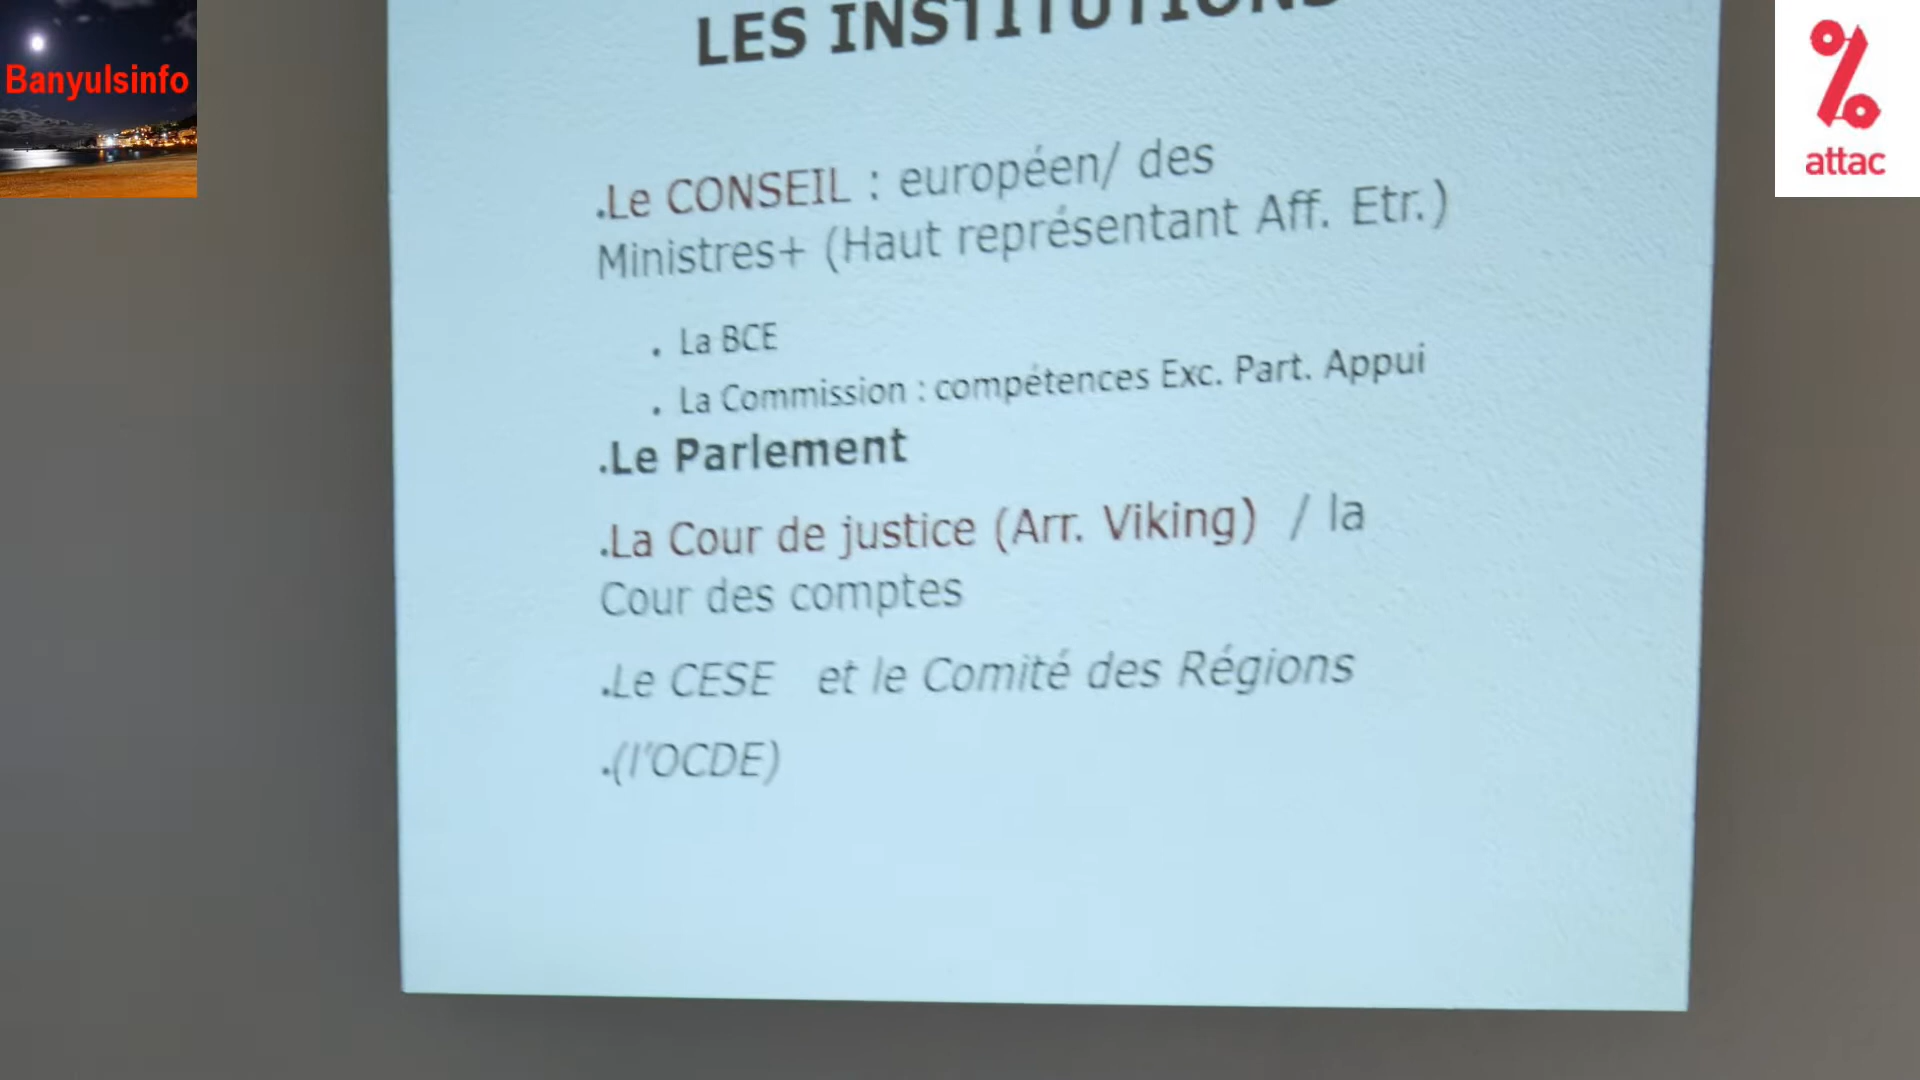 Banyulsinfo
attac
LES INSTITUTIONS
.Le CONSEIL : européen/ des
Ministres+ (Haut représentant Aff. Etr.)
. La BCE
. La Commission : compétences Exc. Part. Appui
.Le Parlement
.La Cour de justice (Arr. Viking) / la
Cour des comptes
.Le CESE et le Comité des Régions
.(l'OCDE)